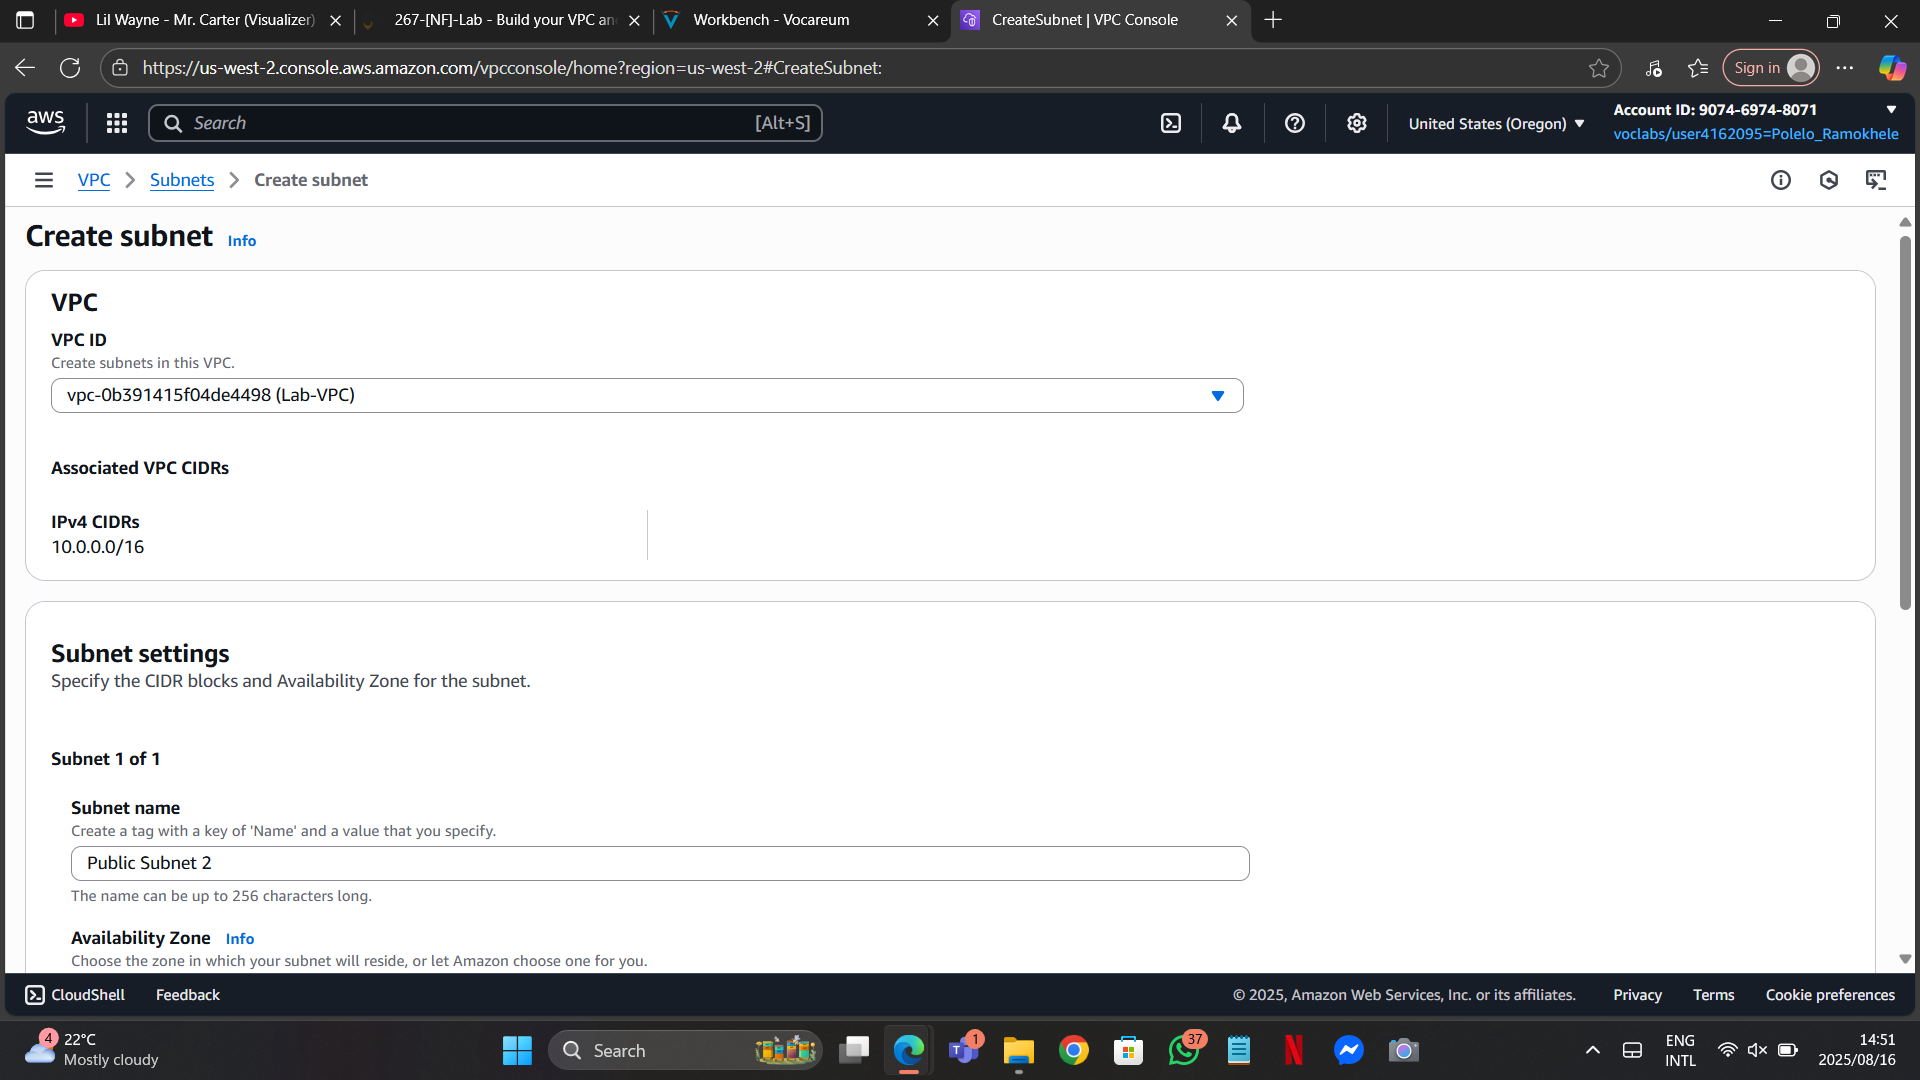 Lil Wayne - Mr. Carter (Visualizer)
267-[NF]-Lab - Build your VPC an
Workbench - Vocareum
CreateSubnet | VPC Console
https://us-west-2.console.aws.amazon.com/vpcconsole/home?region=us-west-2#CreateSubnet:
Sign in
aws
Search
[Alt+S]
United States (Oregon)
Account ID: 9074-6974-8071
voclabs/user4162095=Polelo_Ramokhele
VPC
Subnets
Create subnet
Create subnet
Info
VPC
VPC ID
Create subnets in this VPC.
vpc-0b391415f04de4498 (Lab-VPC)
Associated VPC CIDRs
IPv4 CIDRs
10.0.0.0/16
Subnet settings
Specify the CIDR blocks and Availability Zone for the subnet.
Subnet 1 of 1
Subnet name
Create a tag with a key of 'Name' and a value that you specify.
Public Subnet 2
The name can be up to 256 characters long.
Availability Zone
Info
Choose the zone in which your subnet will reside, or let Amazon choose one for you.
CloudShell
Feedback
© 2025, Amazon Web Services, Inc. or its affiliates.
Privacy
Terms
Cookie preferences
4
22°C
Mostly cloudy
Search
1
37
ENG
INTL
14:51
2025/08/16